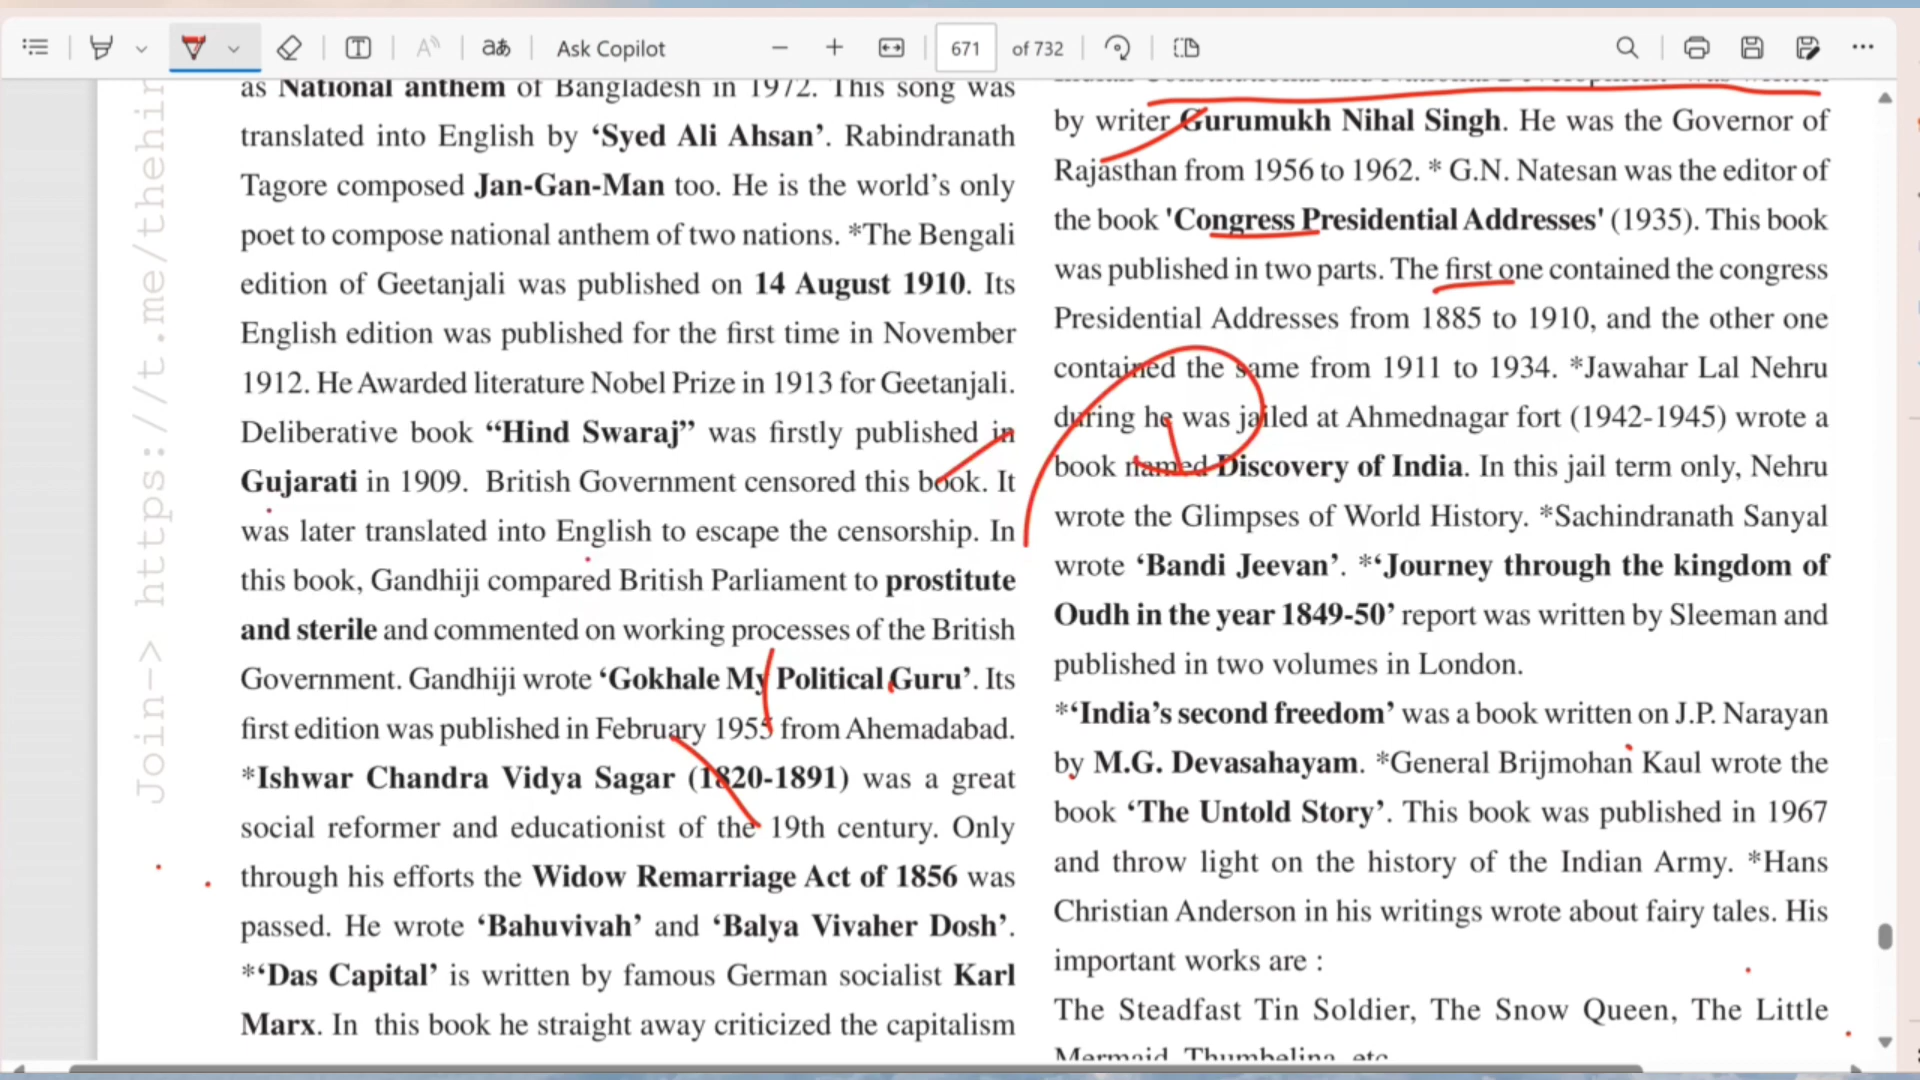 Ask Copilot
671 of 732
Join-> https://t.me/thehin
as National anthem of Bangladesh in 1972. This song was
translated into English by ‘Syed Ali Ahsan’. Rabindranath
Tagore composed Jan-Gan-Man too. He is the world’s only
poet to compose national anthem of two nations. *The Bengali
edition of Geetanjali was published on 14 August 1910. Its
English edition was published for the first time in November
1912. He Awarded literature Nobel Prize in 1913 for Geetanjali.
Deliberative book “Hind Swaraj” was firstly published in
Gujarati in 1909. British Government censored this book. It
was later translated into English to escape the censorship. In
this book, Gandhiji compared British Parliament to prostitute
and sterile and commented on working processes of the British
Government. Gandhiji wrote ‘Gokhale My Political Guru’. Its
first edition was published in February 1955 from Ahemadabad.
*Ishwar Chandra Vidya Sagar (1820-1891) was a great
social reformer and educationist of the 19th century. Only
through his efforts the Widow Remarriage Act of 1856 was
passed. He wrote ‘Bahuvivah’ and ‘Balya Vivaher Dosh’.
*‘Das Capital’ is written by famous German socialist Karl
Marx. In this book he straight away criticized the capitalism
by writer Gurumukh Nihal Singh. He was the Governor of
Rajasthan from 1956 to 1962. * G.N. Natesan was the editor of
the book 'Congress Presidential Addresses' (1935). This book
was published in two parts. The first one contained the congress
Presidential Addresses from 1885 to 1910, and the other one
contained the same from 1911 to 1934. *Jawahar Lal Nehru
during he was jailed at Ahmednagar fort (1942-1945) wrote a
book named Discovery of India. In this jail term only, Nehru
wrote the Glimpses of World History. *Sachindranath Sanyal
wrote ‘Bandi Jeevan’. *‘Journey through the kingdom of
Oudh in the year 1849-50’ report was written by Sleeman and
published in two volumes in London.
*‘India’s second freedom’ was a book written on J.P. Narayan
by M.G. Devasahayam. *General Brijmohan Kaul wrote the
book ‘The Untold Story’. This book was published in 1967
and throw light on the history of the Indian Army. *Hans
Christian Anderson in his writings wrote about fairy tales. His
important works are :
The Steadfast Tin Soldier, The Snow Queen, The Little
Mermaid, Thumbelina, etc.